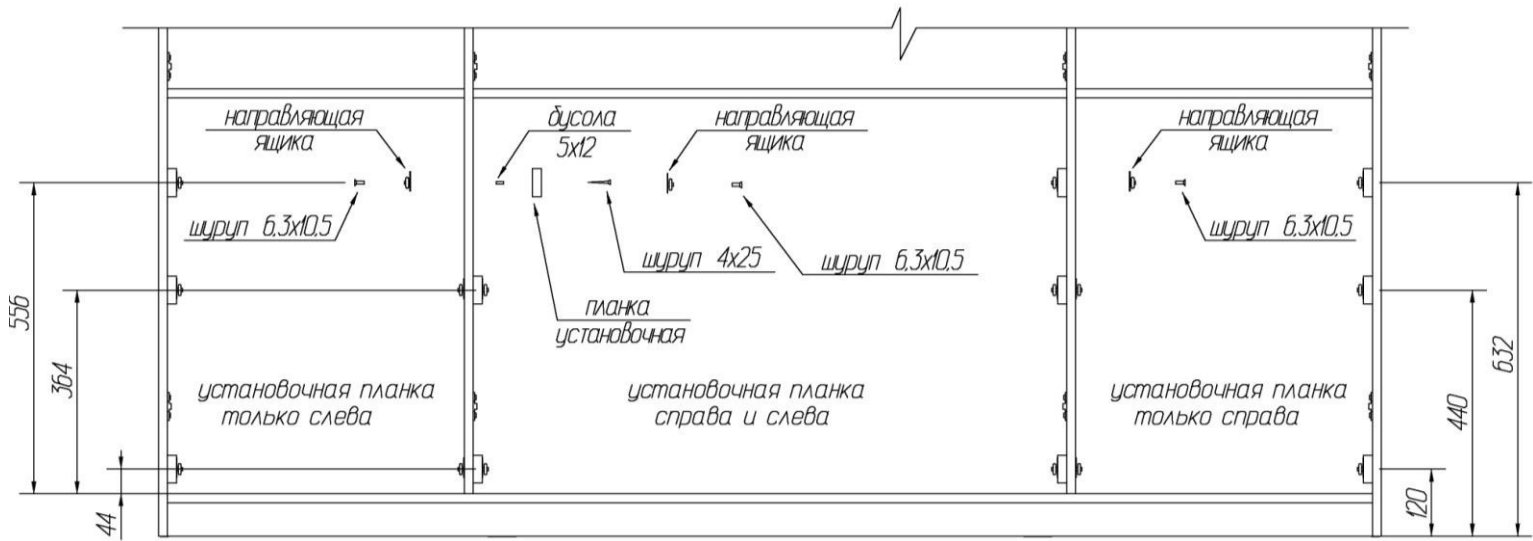 направляющая
ящика
бусола
5х12
направляющая
ящика
направляющая
ящика
шуруп 6,3х10,5
шуруп 4х25
шуруп 6,3х10,5
шуруп 6,3х10,5
планка
установочная
установочная планка
только слева
установочная планка
справа и слева
установочная планка
только справа
556
364
44
632
440
120